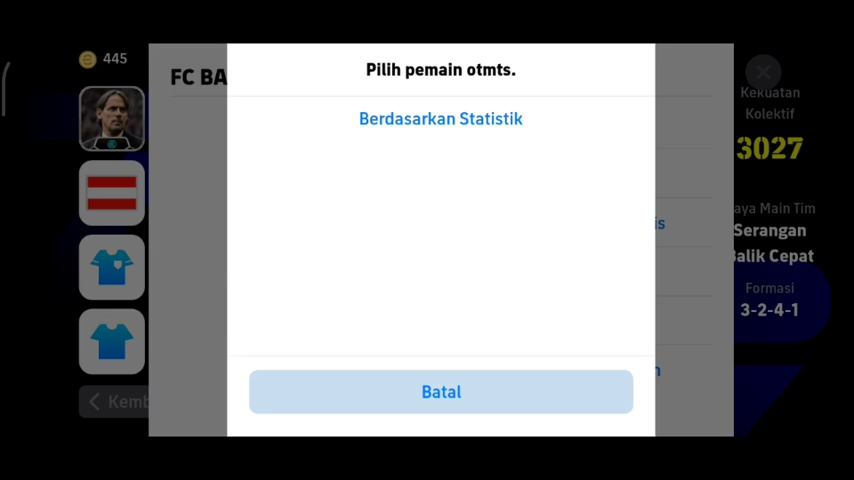 445
FC BA
Pilih pemain otmts.
Berdasarkan Statistik
Batal
Kemb
is
n
Kekuatan
Kolektif
3027
aya Main Tim
Serangan
Balik Cepat
Formasi
3-2-4-1